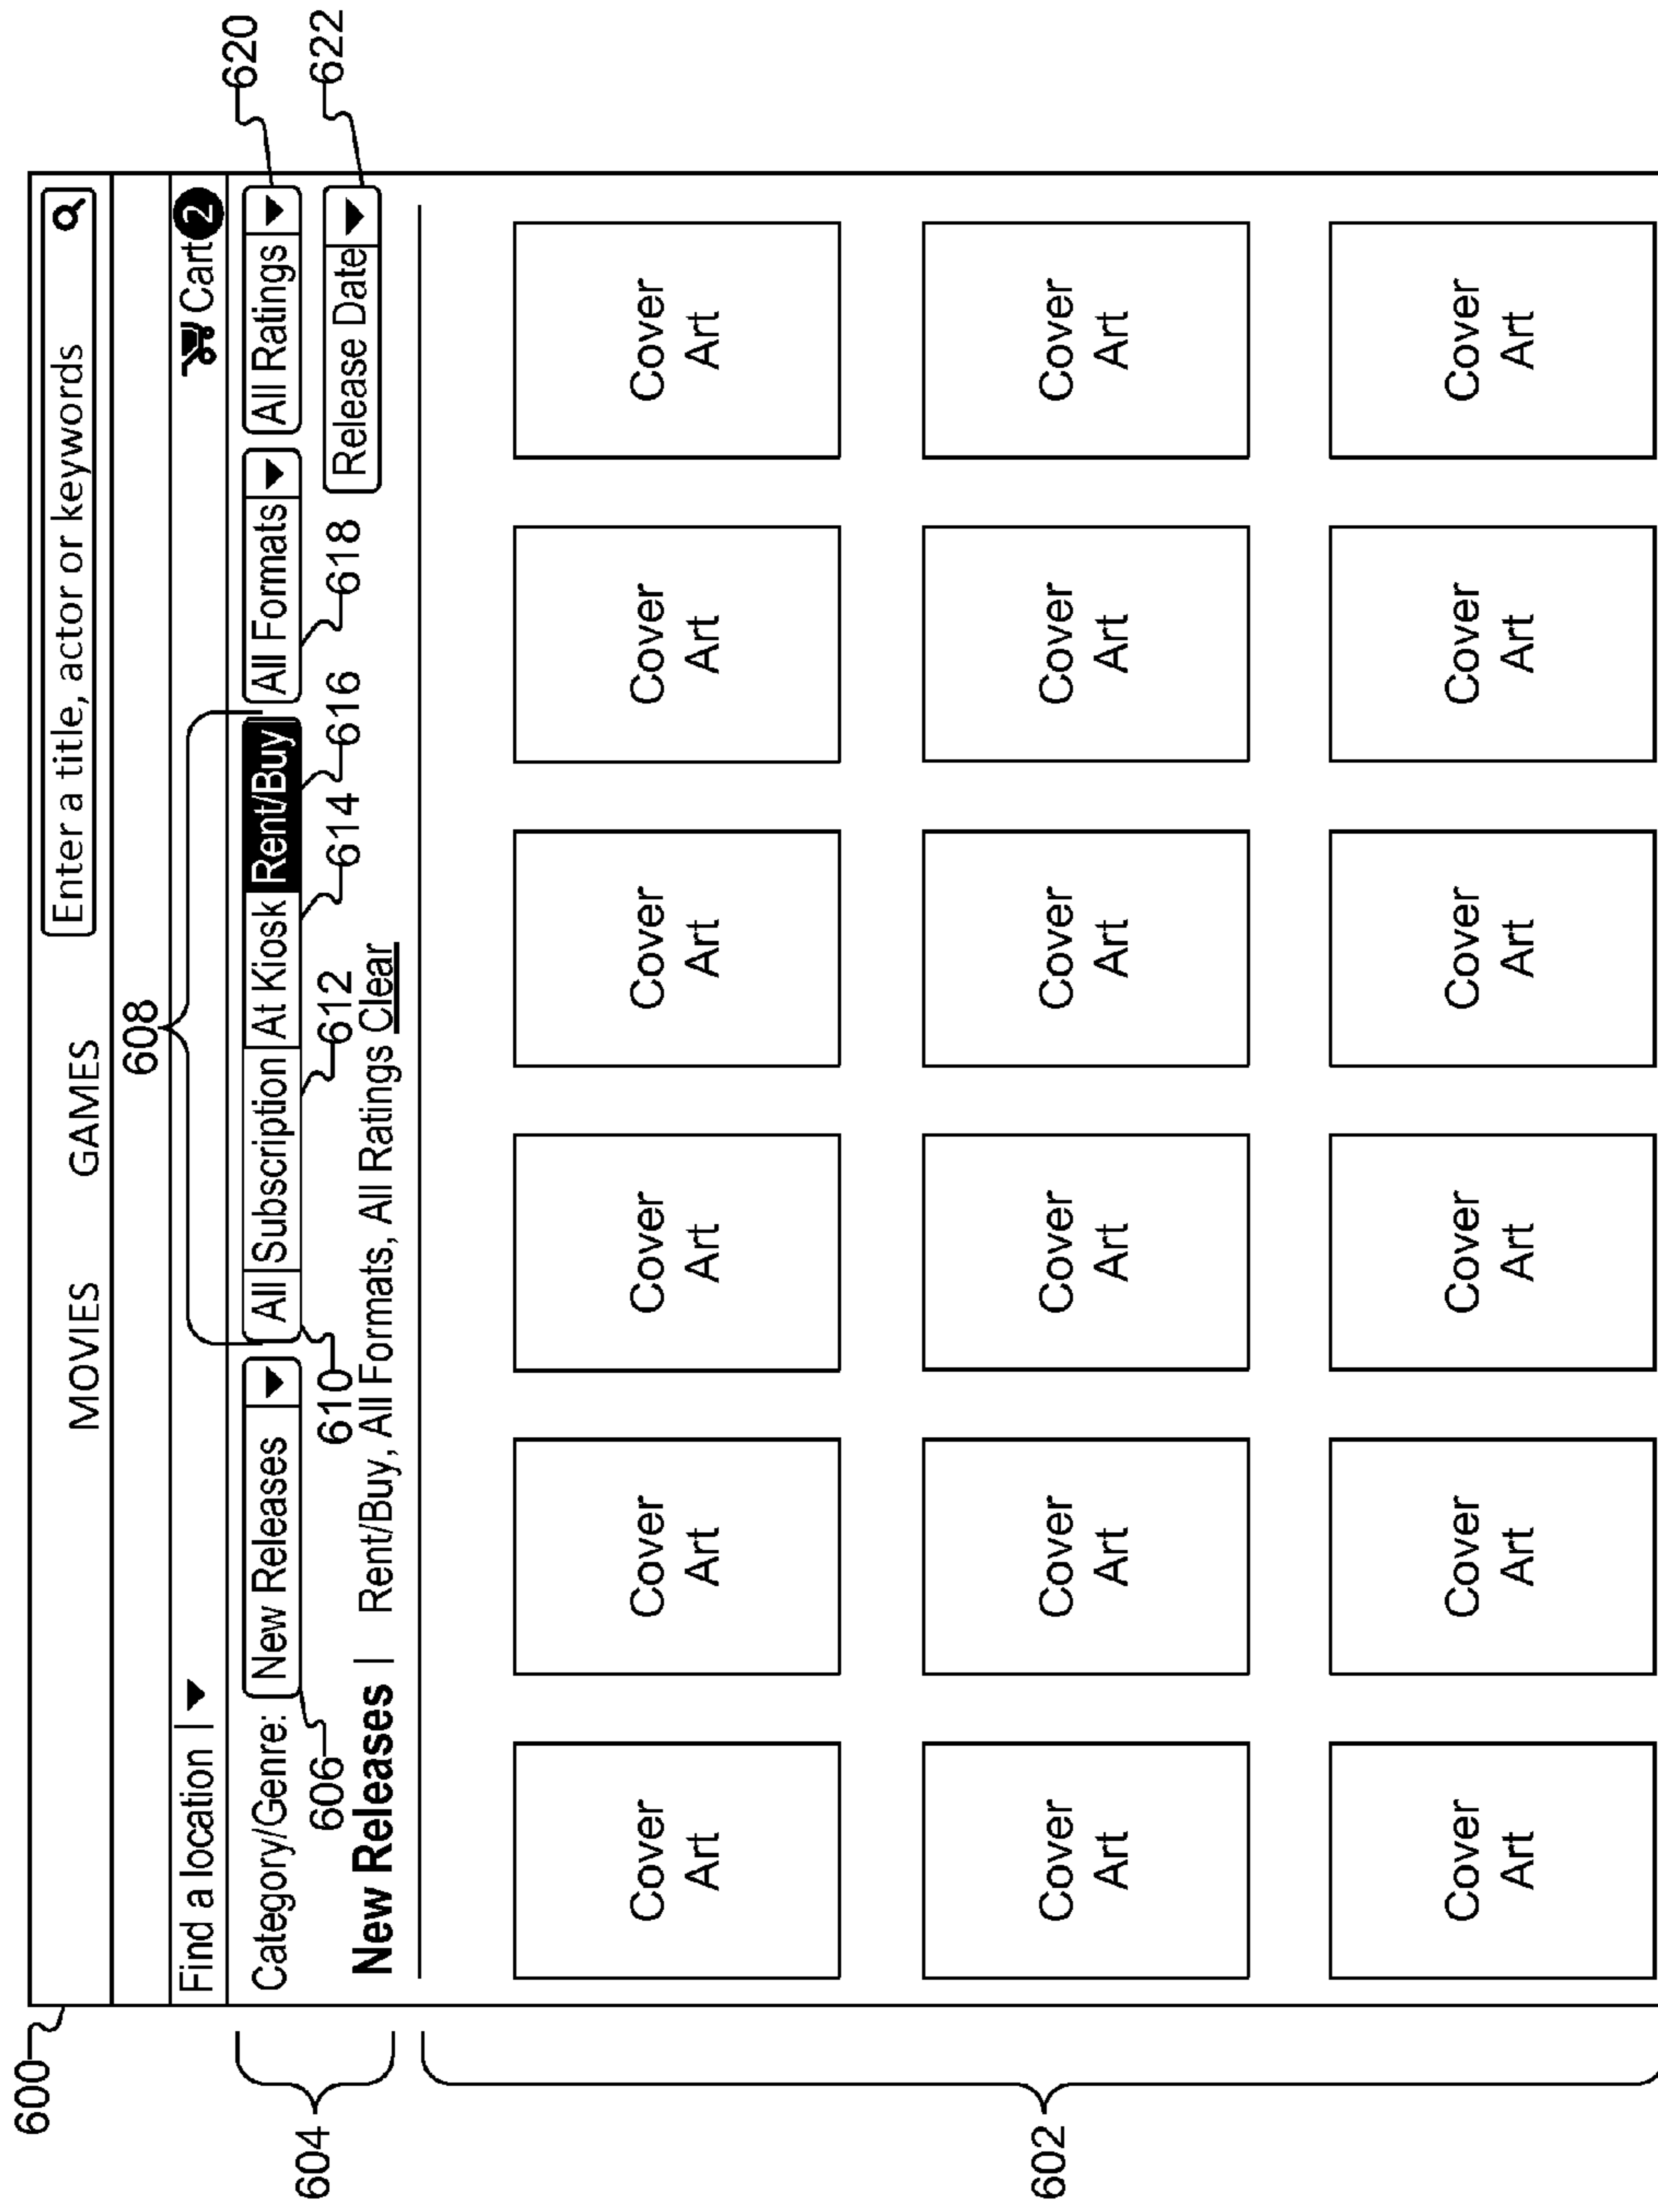 600
MOVIES GAMES Enter a title, actor or keywords
608
Find a location | Cart 2
620
Category/Genre: New Releases All Subscription At Kiosk Rent/Buy All Formats All Ratings
606 610 612 614 616 618 622
New Releases | Rent/Buy, All Formats, All Ratings Clear Release Date
604
602
Cover Cover Cover Cover Cover Cover
Art Art Art Art Art Art
Cover Cover Cover Cover Cover Cover
Art Art Art Art Art Art
Cover Cover Cover Cover Cover Cover
Art Art Art Art Art Art